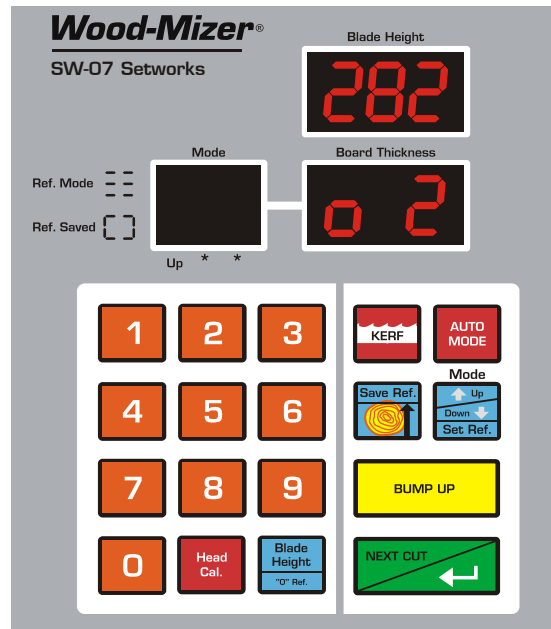 Wood-Mizer®
SW-07 Setworks
Blade Height
282
Mode
Board Thickness
Ref. Mode
o 2
Ref. Saved
Up * *
1 2 3
KERF
AUTO
MODE
Mode
4 5 6
Save Ref.
Up
Down
Set Ref.
7 8 9
BUMP UP
0
Head
Cal.
Blade
Height
"0" Ref.
NEXT CUT